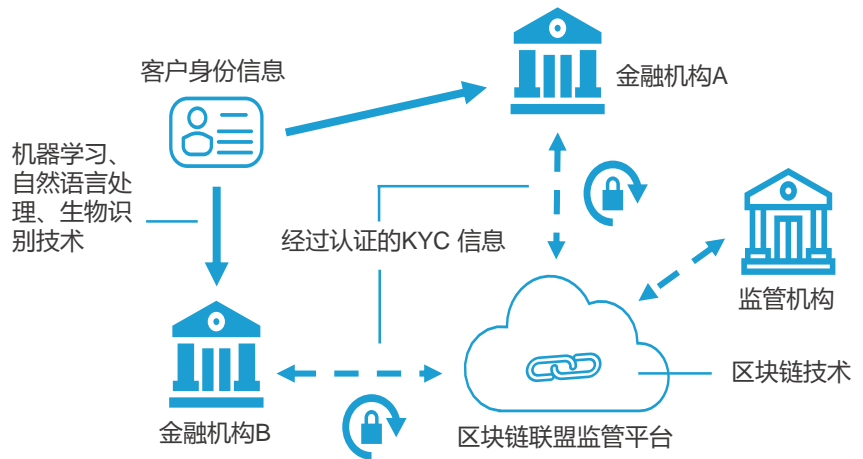 客户身份信息
金融机构A
机器学习、
自然语言处
理、生物识
别技术
经过认证的KYC 信息
监管机构
区块链技术
金融机构B
区块链联盟监管平台